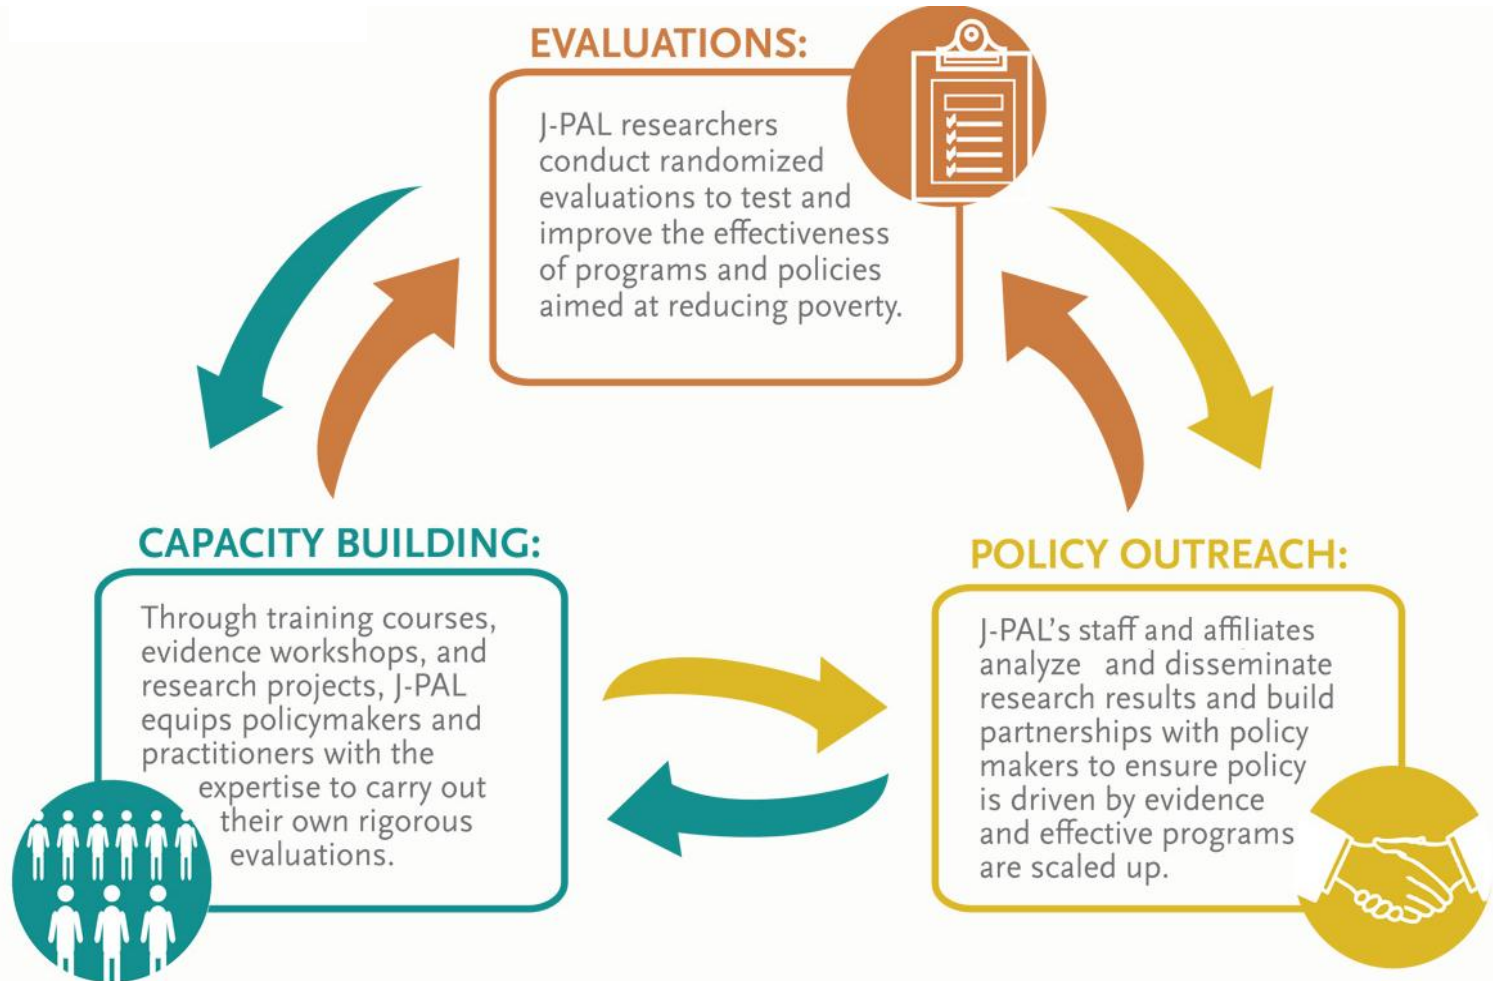 EVALUATIONS:
J-PAL researchers
conduct randomized
evaluations to test and
improve the effectiveness
of programs and policies
aimed at reducing poverty.
CAPACITY BUILDING:
Through training courses,
evidence workshops, and
research projects, J-PAL
equips policymakers and
practitioners with the
expertise to carry out
their own rigorous
evaluations.
POLICY OUTREACH:
J-PAL's staff and affiliates
analyze and disseminate
research results and build
partnerships with policy
makers to ensure policy
is driven by evidence
and effective programs
are scaled up.